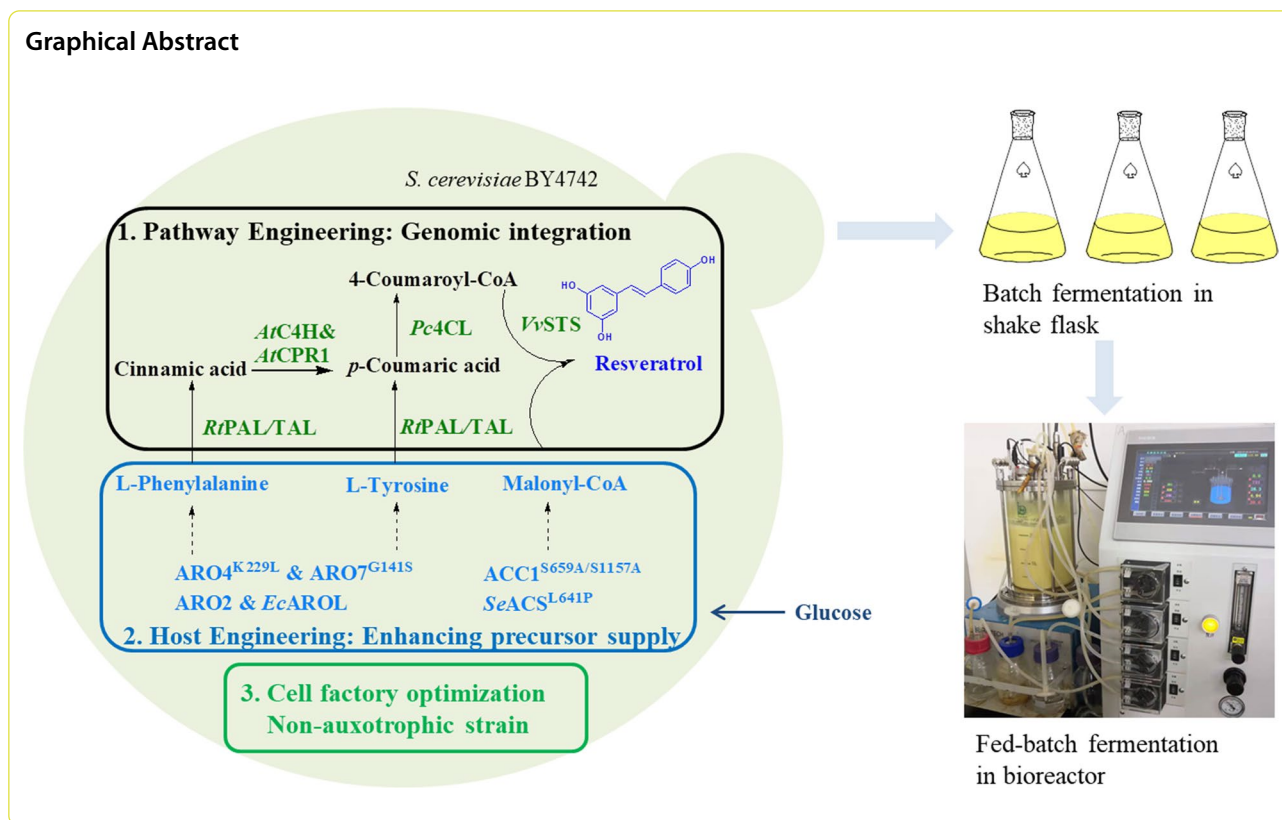 Graphical Abstract
S. cerevisiae BY4742
1. Pathway Engineering: Genomic integration
4-Coumaroyl-CoA
OH
HO
OH
AtC4H&
AtCPR1
Pc4CL
VvSTS
Cinnamic acid
p-Coumaric acid
Resveratrol
RtPAL/TAL
RtPAL/TAL
L-Phenylalanine
L-Tyrosine
Malonyl-CoA
ARO4K229L & ARO7G141S
ACC1S659A/S1157A
ARO2 & EcAROL
SeACSL641P
Glucose
2. Host Engineering: Enhancing precursor supply
3. Cell factory optimization
Non-auxotrophic strain
Batch fermentation in
shake flask
Fed-batch fermentation
in bioreactor